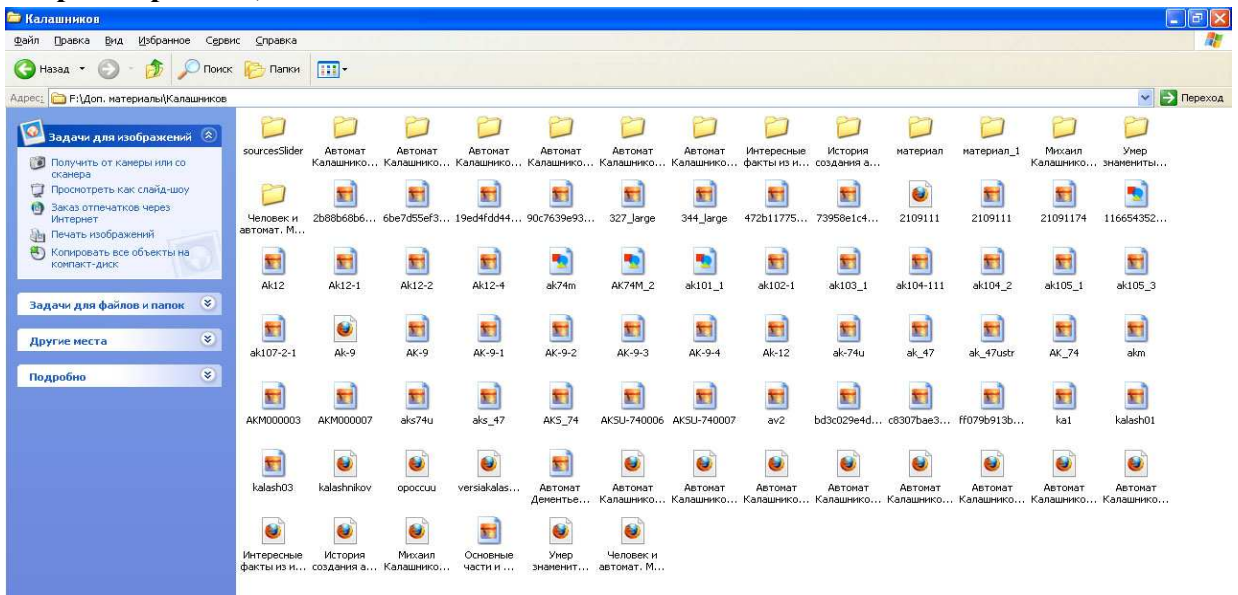 Калашников
Файл Правка Вид Избранное Сервис Справка
Назад Поиск Папки
Адрес: F:\Доп. материалы\Калашников Переход
Задачи для изображений
Получить от камеры или со
сканера
Просмотреть как слайд-шоу
Заказ отпечатков через
Интернет
Печать изображений
Копировать все объекты на
компакт-диск
Задачи для файлов и папок
Другие места
Подробно
sourcesSlider Автомат Автомат Автомат Автомат Автомат Автомат Интересные История материал материал_1 Михаил Умер
Калашнико... Калашнико... Калашнико... Калашнико... Калашнико... Калашнико... факты из и... создания а... Калашнико... знамениты...
Человек и 2b88b68b6... 6be7d55ef3... 19ed4fdd44... 90c7639e93... 327_large 344_large 472b11775... 73958e1c4... 2109111 2109111 21091174 116654352...
автомат. М...
Ak12 Ak12-1 Ak12-2 Ak12-4 ak74m AK74M_2 ak101_1 ak102-1 ak103_1 ak104-111 ak104_2 ak105_1 ak105_3
ak107-2-1 Ak-9 AK-9 AK-9-1 AK-9-2 AK-9-3 AK-9-4 Ak-12 ak-74u ak_47 ak_47ustr AK_74 akm
AKM000003 AKM000007 aks74u aks_47 AKS_74 AKSU-740006 AKSU-740007 av2 bd3c029e4d... c8307bae3... ff079b913b... ka1 kalash01
kalash03 kalashnikov opoccuu versiakalas... Автомат Автомат Автомат Автомат Автомат Автомат Автомат Автомат Автомат
Дементье... Калашнико... Калашнико... Калашнико... Калашнико... Калашнико... Калашнико... Калашнико... Калашнико...
Интересные История Михаил Основные Умер Человек и
факты из и... создания а... Калашнико... части и ... знаменит... автомат. М...